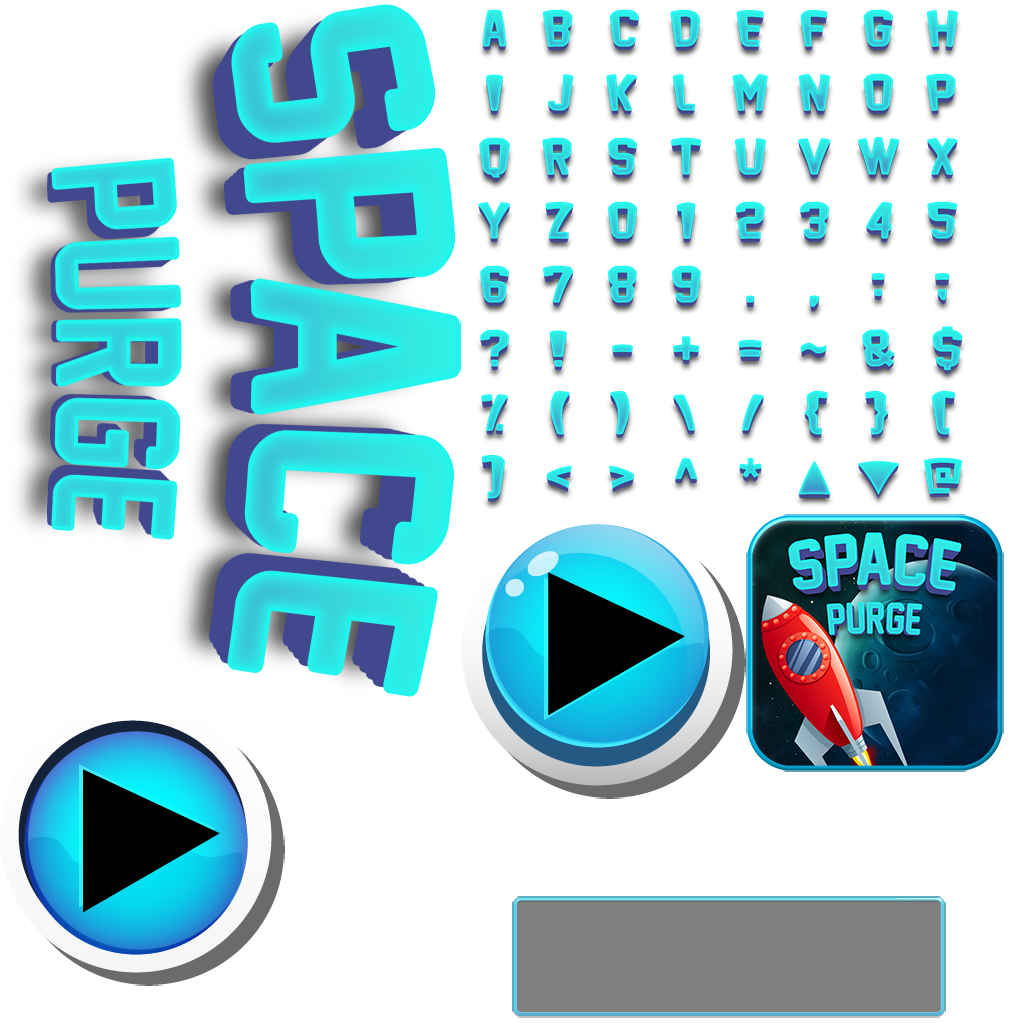 SPACE
PURGE
A B C D E F G H
I J K L M N O P
Q R S T U V W X
Y Z 0 1 2 3 4 5
6 7 8 9 . , : ;
? ! - + = ~ & $
% ( ) \ / { } [
] < > ^ * ▲ ▼ @
SPACE
PURGE